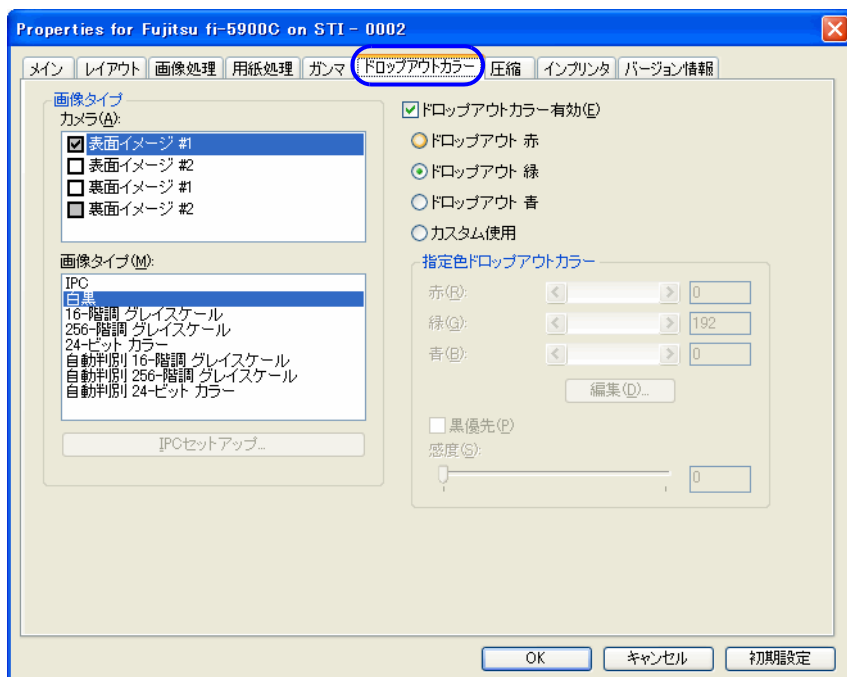 Properties for Fujitsu fi-5900C on STI - 0002
メイン レイアウト 画像処理 用紙処理 ガンマ ドロップアウトカラー 圧縮 インプリンタ バージョン情報
画像タイプ
カメラ(A):
表面イメージ #1
表面イメージ #2
裏面イメージ #1
裏面イメージ #2
画像タイプ(M):
IPC
白黒
16-階調 グレイスケール
256-階調 グレイスケール
24-ビット カラー
自動判別 16-階調 グレイスケール
自動判別 256-階調 グレイスケール
自動判別 24-ビット カラー
IPCセットアップ...
ドロップアウトカラー有効(E)
ドロップアウト 赤
ドロップアウト 緑
ドロップアウト 青
カスタム使用
指定色ドロップアウトカラー
赤(R): 0
緑(G): 192
青(B): 0
編集(D)...
黒優先(P)
感度(S):
0
OK キャンセル 初期設定